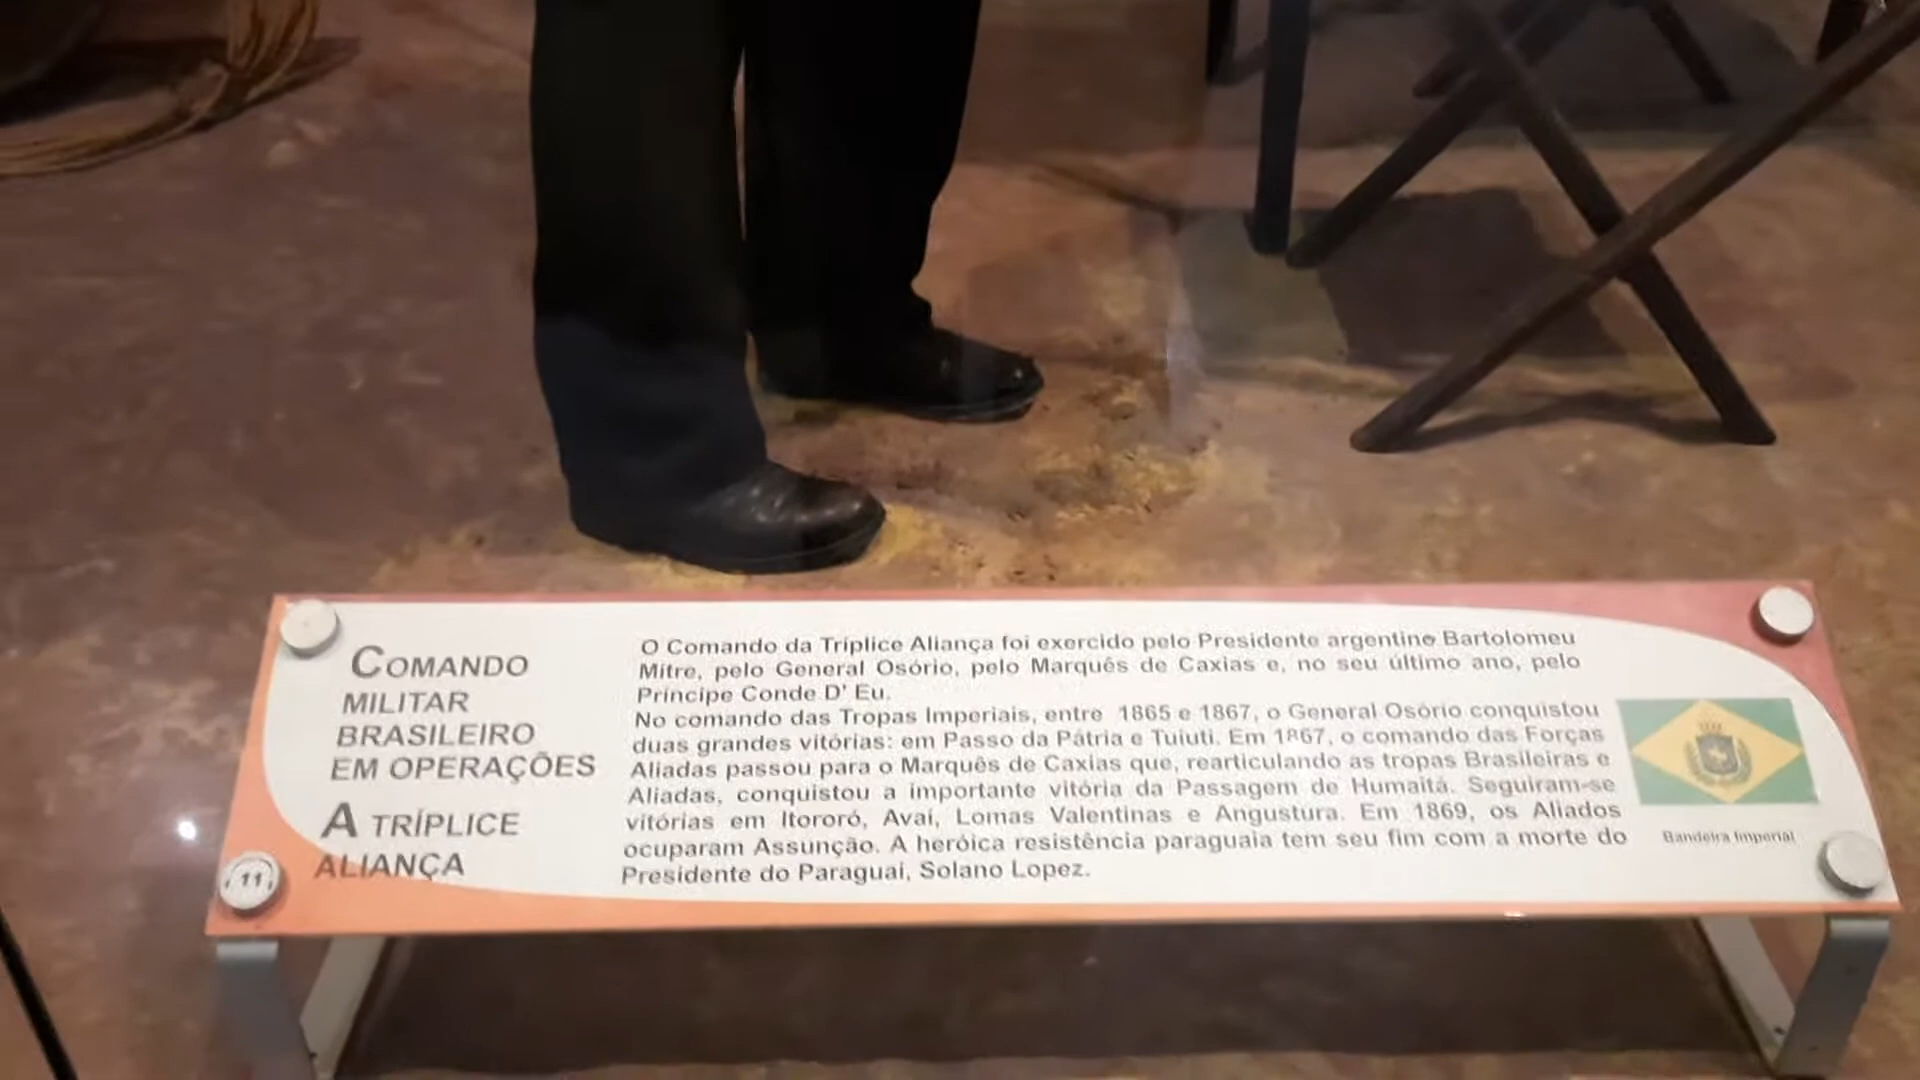 COMANDO
MILITAR
BRASILEIRO
EM OPERAÇÕES
A TRÍPLICE
ALIANÇA
11
O Comando da Tríplice Aliança foi exercido pelo Presidente argentino Bartolomeu
Mitre, pelo General Osório, pelo Marquês de Caxias e, no seu último ano, pelo
Príncipe Conde D' Eu.
No comando das Tropas Imperiais, entre 1865 e 1867, o General Osório conquistou
duas grandes vitórias: em Passo da Pátria e Tuiuti. Em 1867, o comando das Forças
Aliadas passou para o Marquês de Caxias que, rearticulando as tropas Brasileiras e
Aliadas, conquistou a importante vitória da Passagem de Humaitá. Seguiram-se
vitórias em Itororó, Avaí, Lomas Valentinas e Angustura. Em 1869, os Aliados
ocuparam Assunção. A heróica resistência paraguaia tem seu fim com a morte do
Presidente do Paraguai, Solano Lopez.
Bandeira Imperial